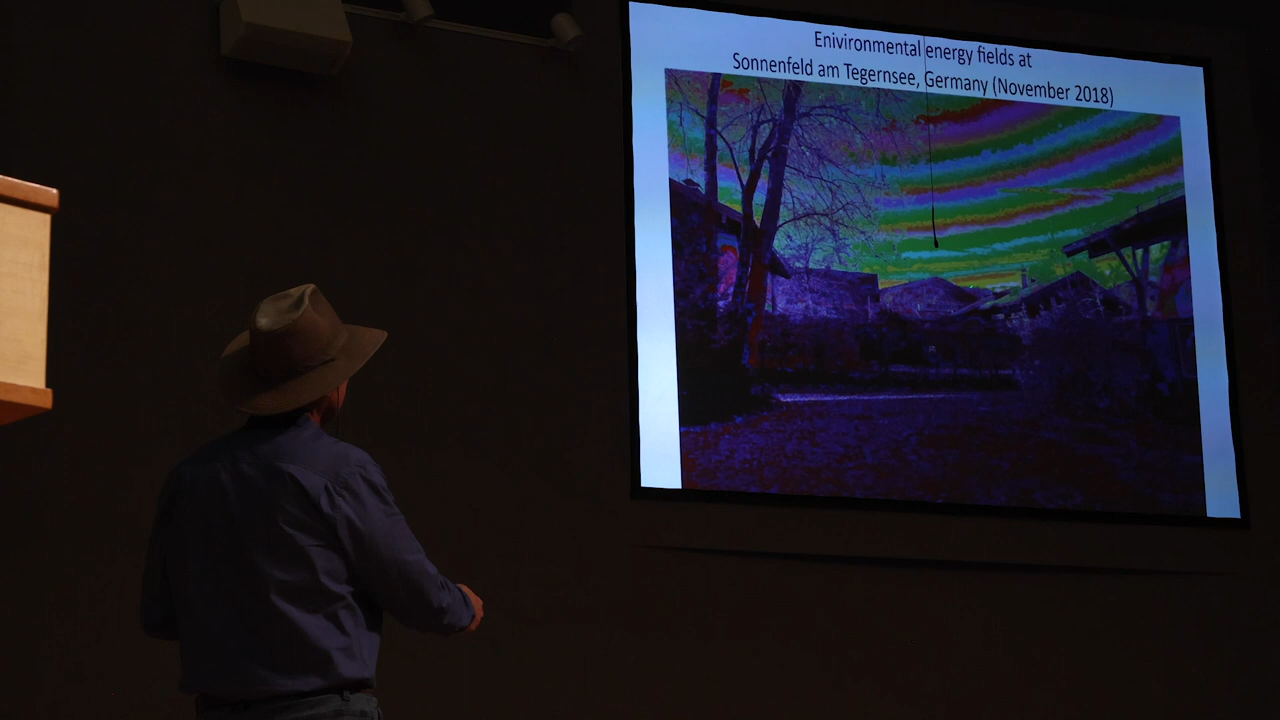 Enivironmental energy fields at
Sonnenfeld am Tegernsee, Germany (November 2018)